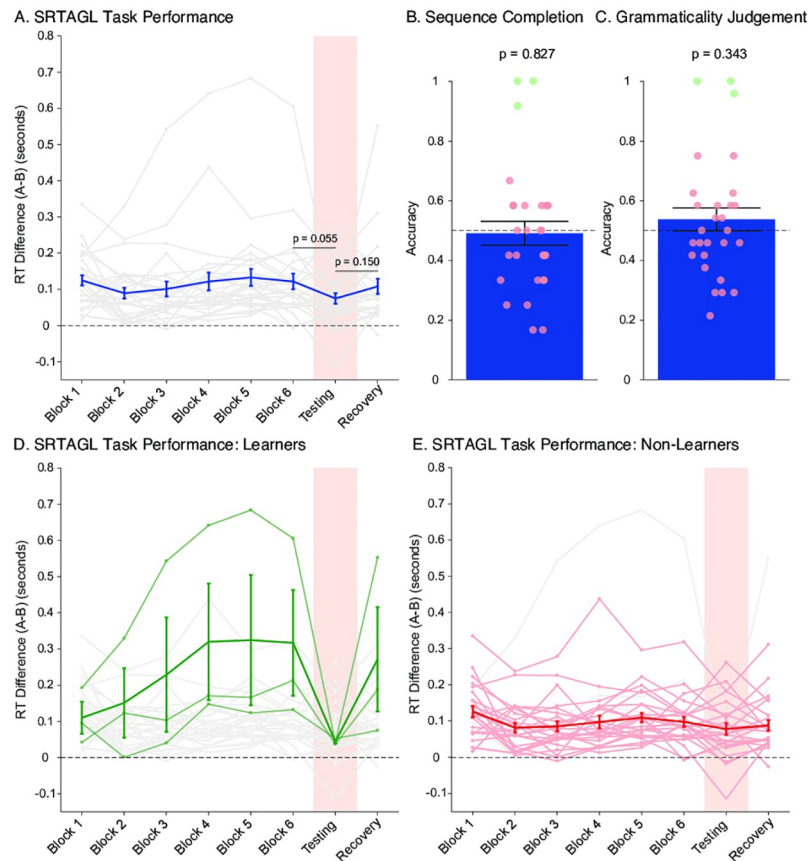 A. SRTAGL Task Performance
RT Difference (A-B) (seconds)
0.8
0.7
0.6
0.5
0.4
0.3
0.2
0.1
0
-0.1
p = 0.055
p = 0.150
Block 1
Block 2
Block 3
Block 4
Block 5
Block 6
Testing
Recovery
B. Sequence Completion
p = 0.827
Accuracy
1
0.8
0.6
0.4
0.2
0
C. Grammaticality Judgement
p = 0.343
Accuracy
1
0.8
0.6
0.4
0.2
0
D. SRTAGL Task Performance: Learners
RT Difference (A-B) (seconds)
0.8
0.7
0.6
0.5
0.4
0.3
0.2
0.1
0
-0.1
Block 1
Block 2
Block 3
Block 4
Block 5
Block 6
Testing
Recovery
E. SRTAGL Task Performance: Non-Learners
RT Difference (A-B) (seconds)
0.8
0.7
0.6
0.5
0.4
0.3
0.2
0.1
0
-0.1
Block 1
Block 2
Block 3
Block 4
Block 5
Block 6
Testing
Recovery